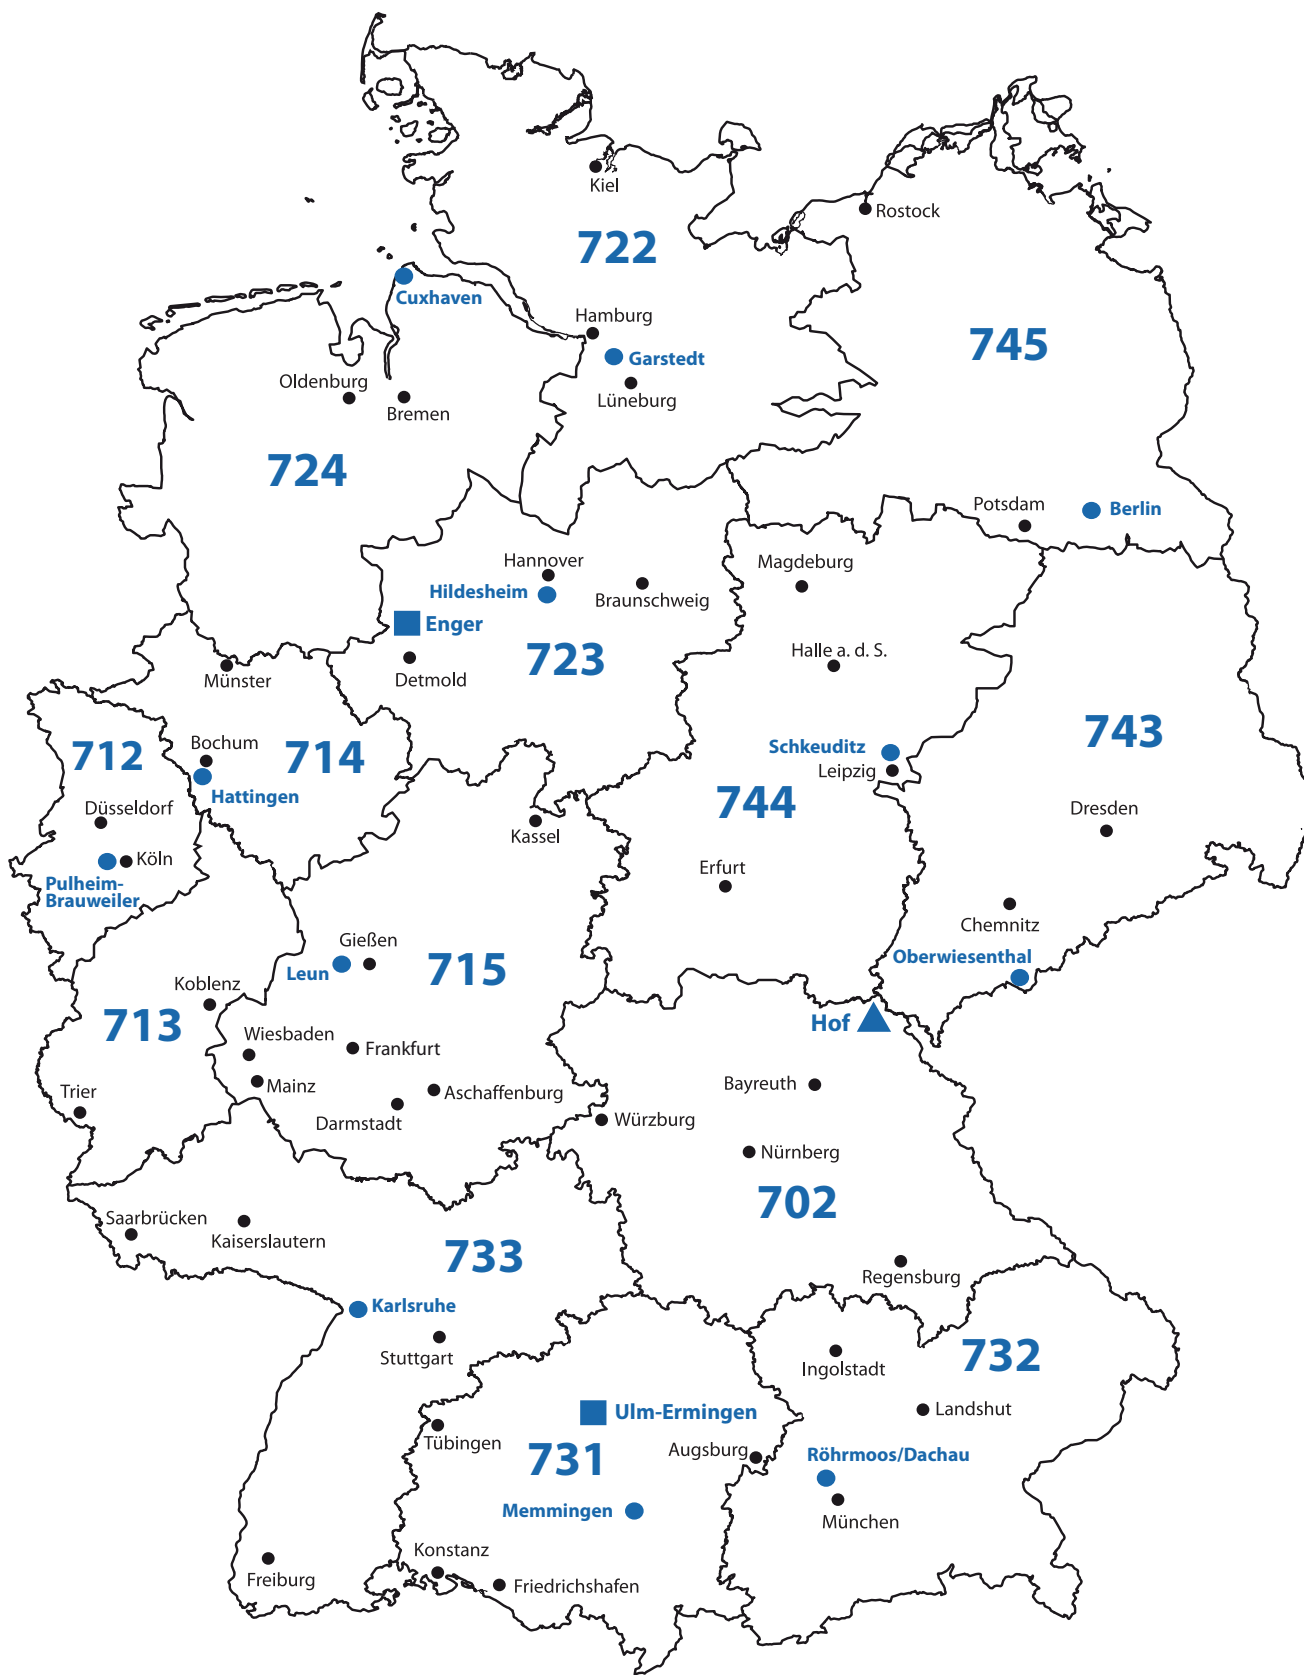 Kiel
Rostock
722
Cuxhaven
Hamburg
745
Garstedt
Oldenburg
Lüneburg
Bremen
724
Potsdam
Berlin
Hannover
Magdeburg
Hildesheim
Braunschweig
Enger
Halle a. d. S.
723
Münster
Detmold
743
Bochum
712
714
Schkeuditz
Leipzig
Hattingen
744
Düsseldorf
Dresden
Kassel
Köln
Erfurt
Pulheim-
Brauweiler
Chemnitz
Gießen
Oberwiesenthal
Leun
715
Koblenz
713
Hof
Wiesbaden
Frankfurt
Bayreuth
Mainz
Trier
Aschaffenburg
Darmstadt
Würzburg
Nürnberg
702
Saarbrücken
Kaiserslautern
733
Regensburg
Karlsruhe
Stuttgart
732
Ingolstadt
Ulm-Ermingen
Landshut
Tübingen
Augsburg
Röhrmoos/Dachau
731
Memmingen
München
Konstanz
Freiburg
Friedrichshafen